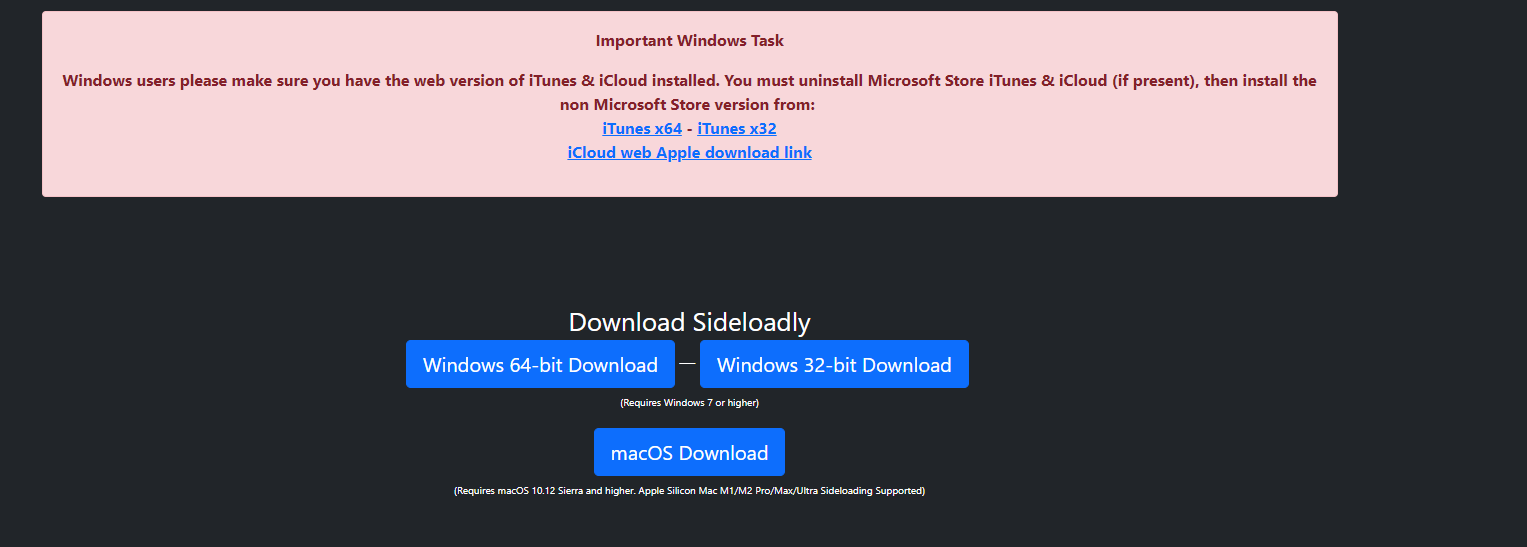 Important Windows Task
Windows users please make sure you have the web version of iTunes & iCloud installed. You must uninstall Microsoft Store iTunes & iCloud (if present), then install the
non Microsoft Store version from:
iTunes x64 - iTunes x32
iCloud web Apple download link
Download Sideloadly
Windows 64-bit Download — Windows 32-bit Download
(Requires Windows 7 or higher)
macOS Download
(Requires macOS 10.12 Sierra and higher. Apple Silicon Mac M1/M2 Pro/Max/Ultra Sideloading Supported)